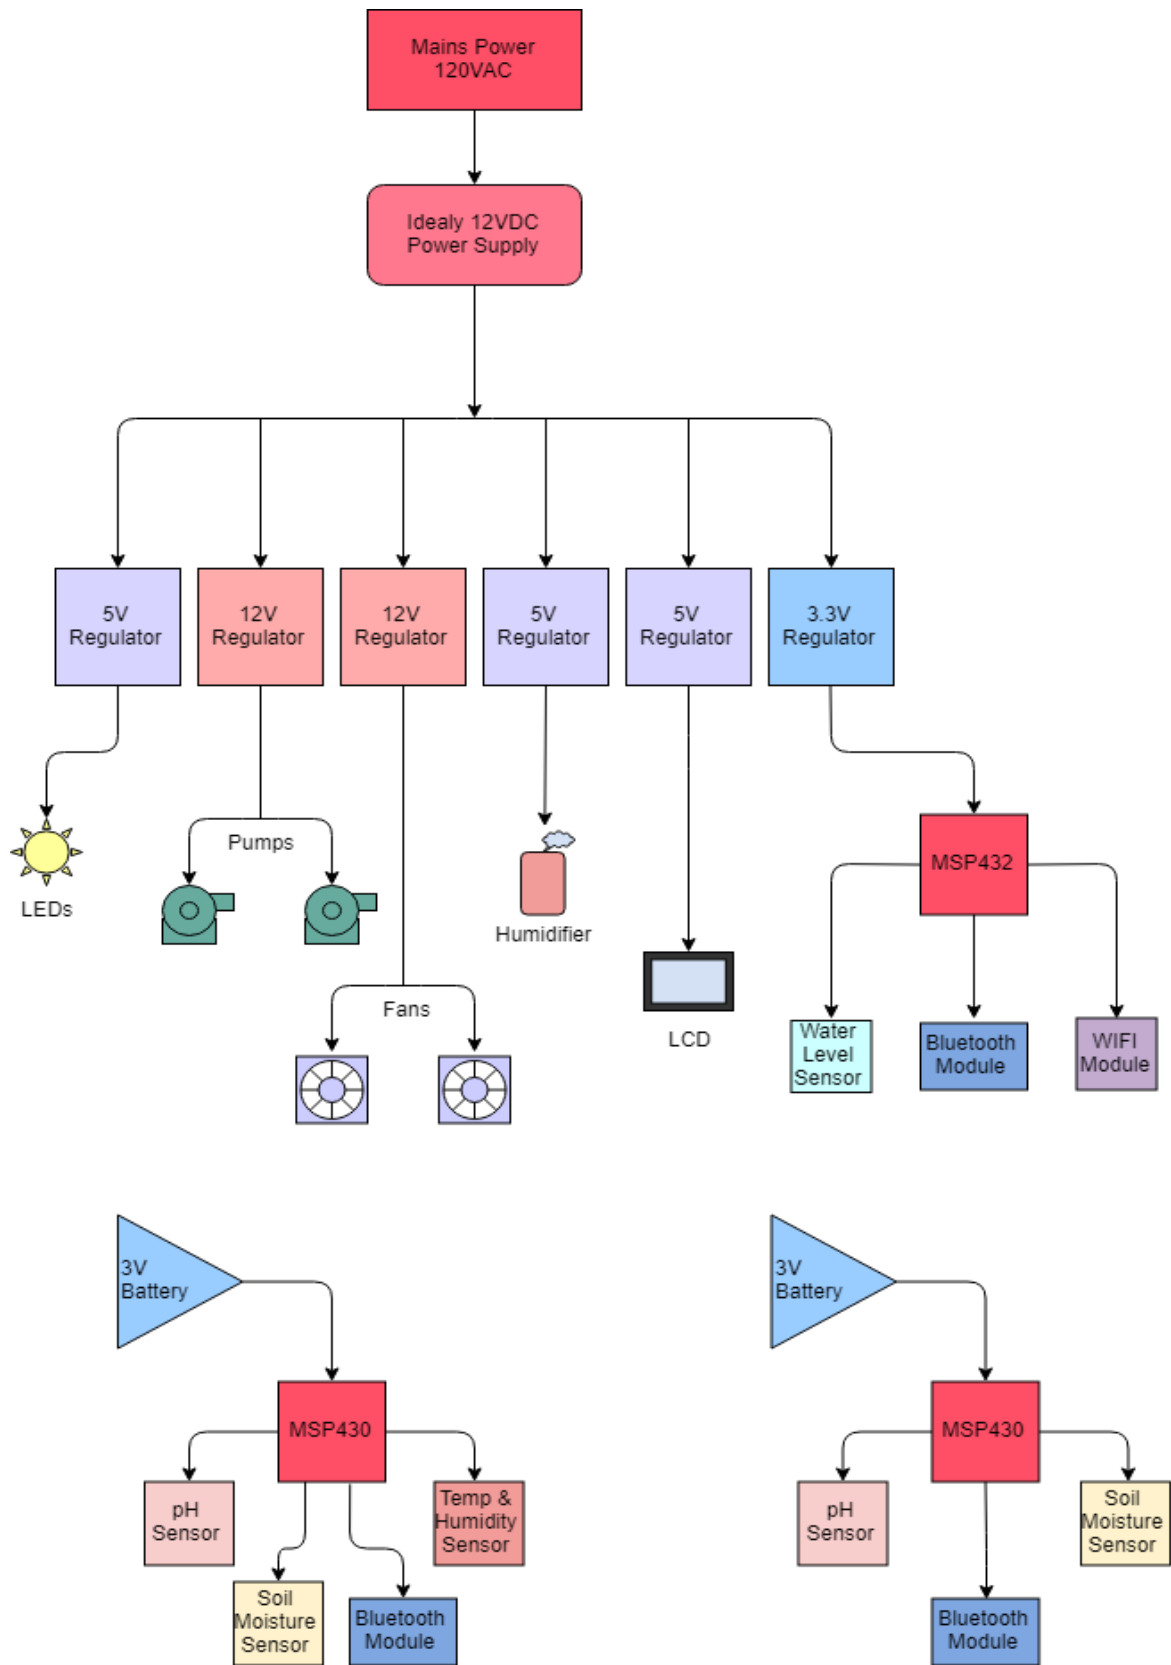 Mains Power
120VAC
Idealy 12VDC
Power Supply
5V
Regulator
12V
Regulator
12V
Regulator
5V
Regulator
5V
Regulator
3.3V
Regulator
LEDs
Pumps
Fans
Humidifier
LCD
MSP432
Water
Level
Sensor
Bluetooth
Module
WIFI
Module
3V
Battery
MSP430
pH
Sensor
Soil
Moisture
Sensor
Bluetooth
Module
Temp &
Humidity
Sensor
3V
Battery
MSP430
pH
Sensor
Bluetooth
Module
Soil
Moisture
Sensor